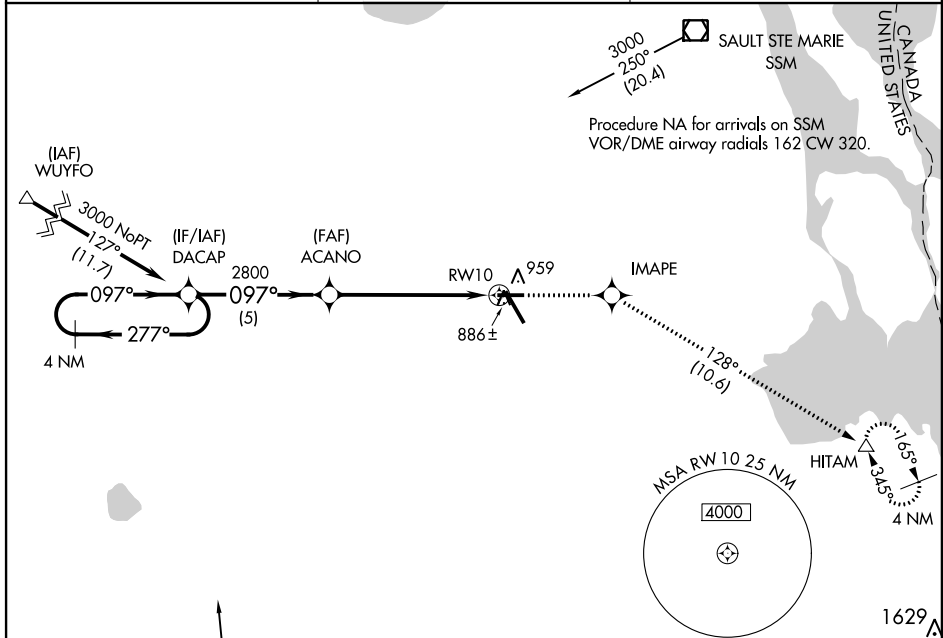 3000
250°
(20.4)
SAULT STE MARIE
SSM
CANADA
UNITED STATES
Procedure NA for arrivals on SSM
VOR/DME airway radials 162 CW 320.
(IAF)
WUYFO
3000 NoPT
127°
(11.7)
(IF/IAF)
DACAP
(FAF)
ACANO
2800
097°
097°
(5)
277°
4 NM
RW10
959
886±
IMAPE
128°
(10.6)
HITAM
165°
345°
4 NM
MSA RW 10 25 NM
4000
1629